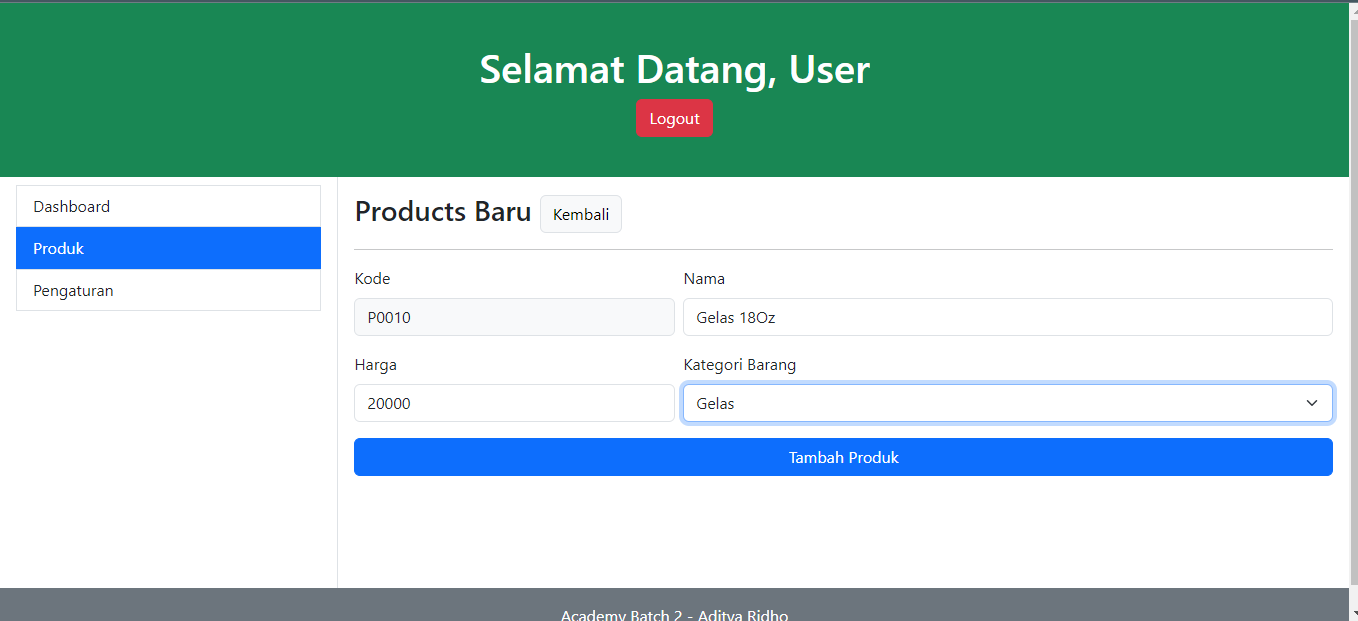 Selamat Datang, User
Logout
Dashboard
Produk
Pengaturan
Products Baru Kembali
Kode Nama
P0010 Gelas 18Oz
Harga Kategori Barang
20000 Gelas
Tambah Produk
Academy Batch 2 - Aditya Ridho